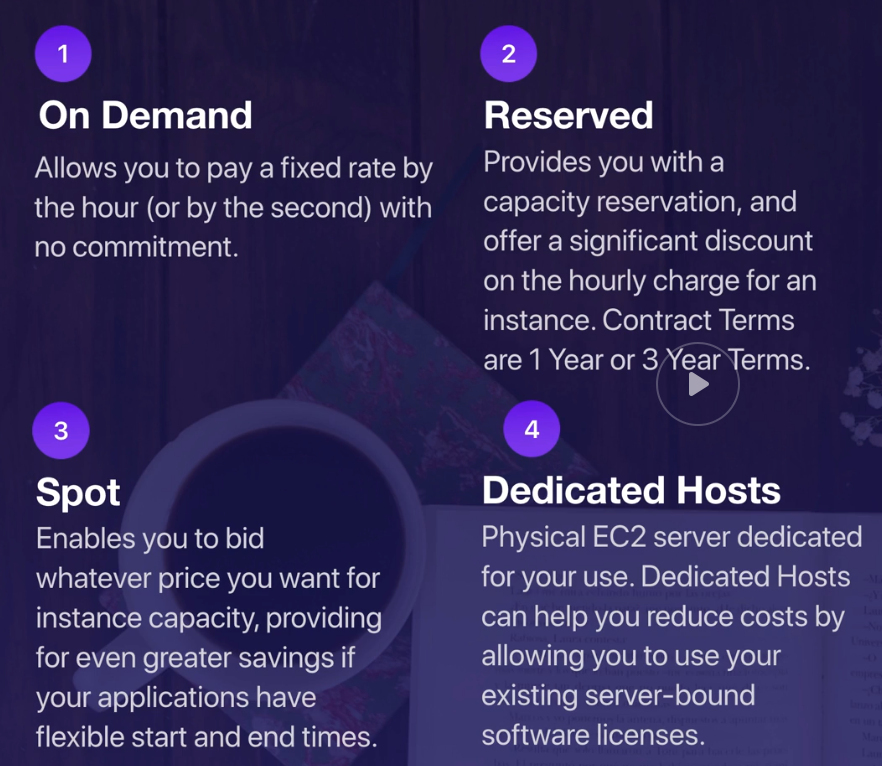 1
On Demand
Allows you to pay a fixed rate by
the hour (or by the second) with
no commitment.
2
Reserved
Provides you with a
capacity reservation, and
offer a significant discount
on the hourly charge for an
instance. Contract Terms
are 1 Year or 3 Year Terms.
3
Spot
Enables you to bid
whatever price you want for
instance capacity, providing
for even greater savings if
your applications have
flexible start and end times.
4
Dedicated Hosts
Physical EC2 server dedicated
for your use. Dedicated Hosts
can help you reduce costs by
allowing you to use your
existing server-bound
software licenses.